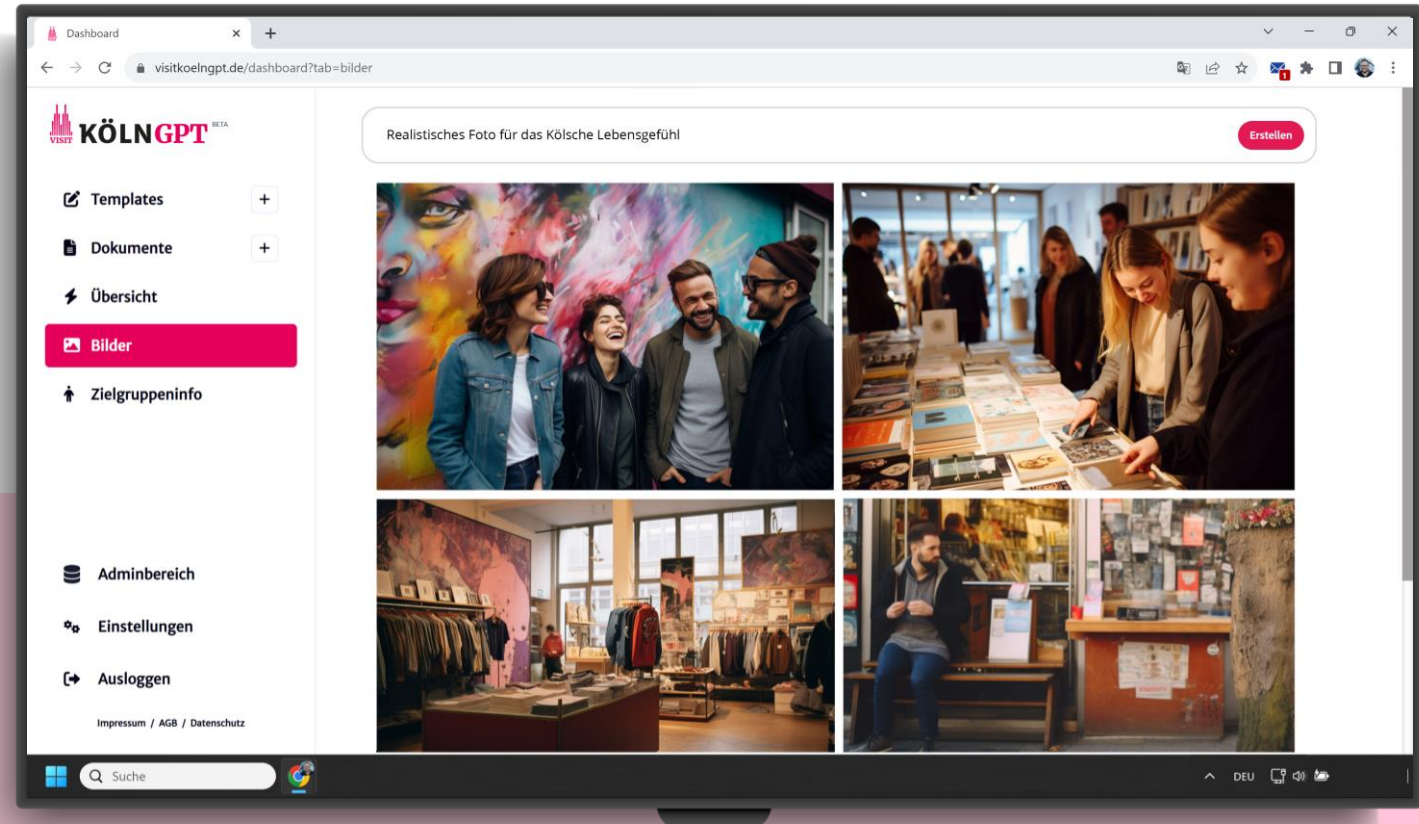 Dashboard
visitkoelngpt.de/dashboard?tab=bilder
1
VISIT KÖLNGPT BETA
Realistisches Foto für das Kölsche Lebensgefühl
Erstellen
Templates
Dokumente
Übersicht
Bilder
Zielgruppeninfo
Adminbereich
Einstellungen
Ausloggen
Impressum / AGB / Datenschutz
Suche
DEU